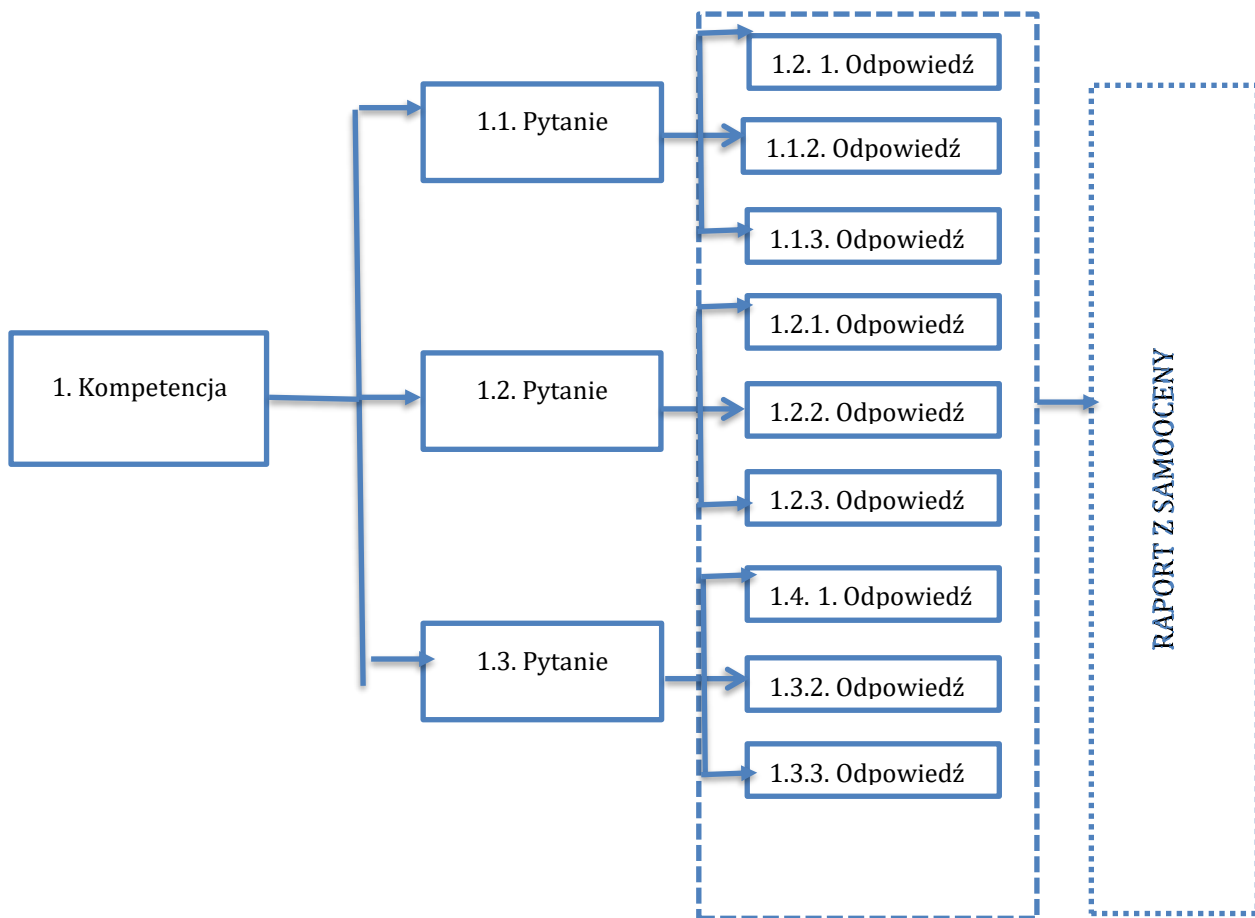 1. Kompetencja
1.1. Pytanie
1.2. 1. Odpowiedź
1.1.2. Odpowiedź
1.1.3. Odpowiedź
1.2. Pytanie
1.2.1. Odpowiedź
1.2.2. Odpowiedź
1.2.3. Odpowiedź
1.3. Pytanie
1.4. 1. Odpowiedź
1.3.2. Odpowiedź
1.3.3. Odpowiedź
RAPORT Z SAMOOCENY